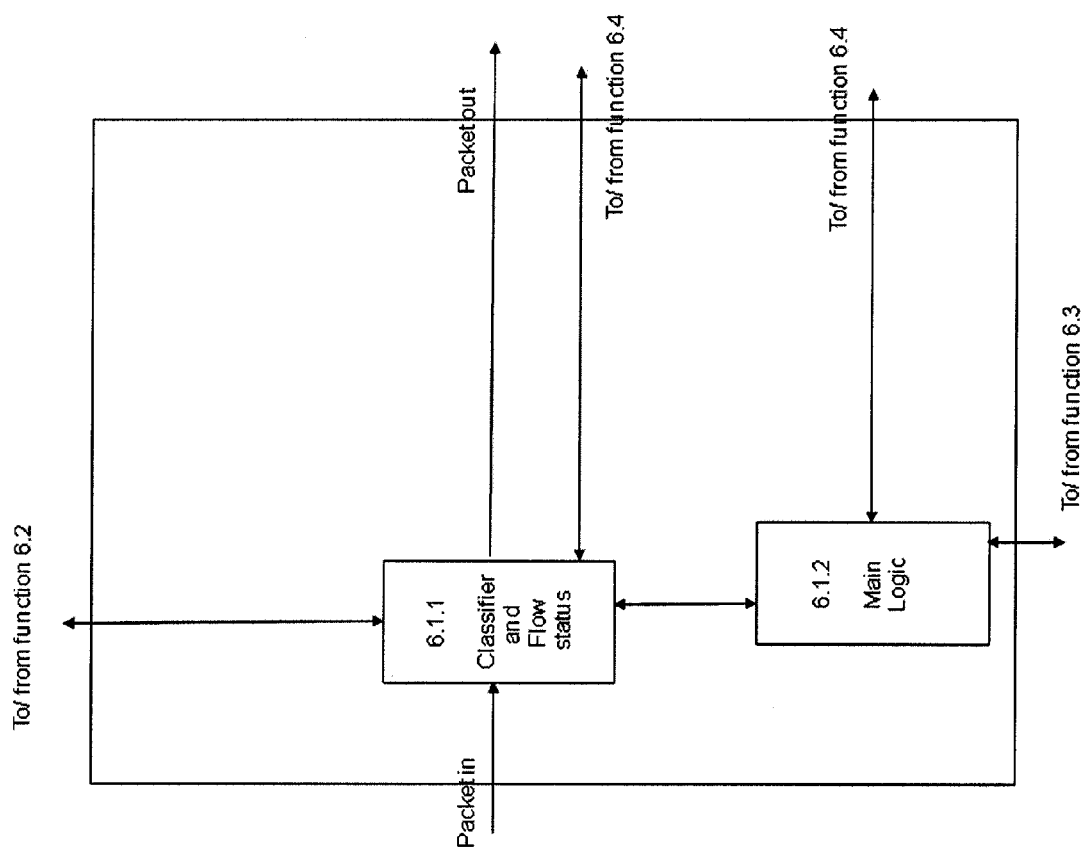 To/ from function 6.2
Packet in
6.1.1
Classifier
and
Flow
status
Packet out
To/ from function 6.4
6.1.2
Main
Logic
To/ from function 6.4
To/ from function 6.3